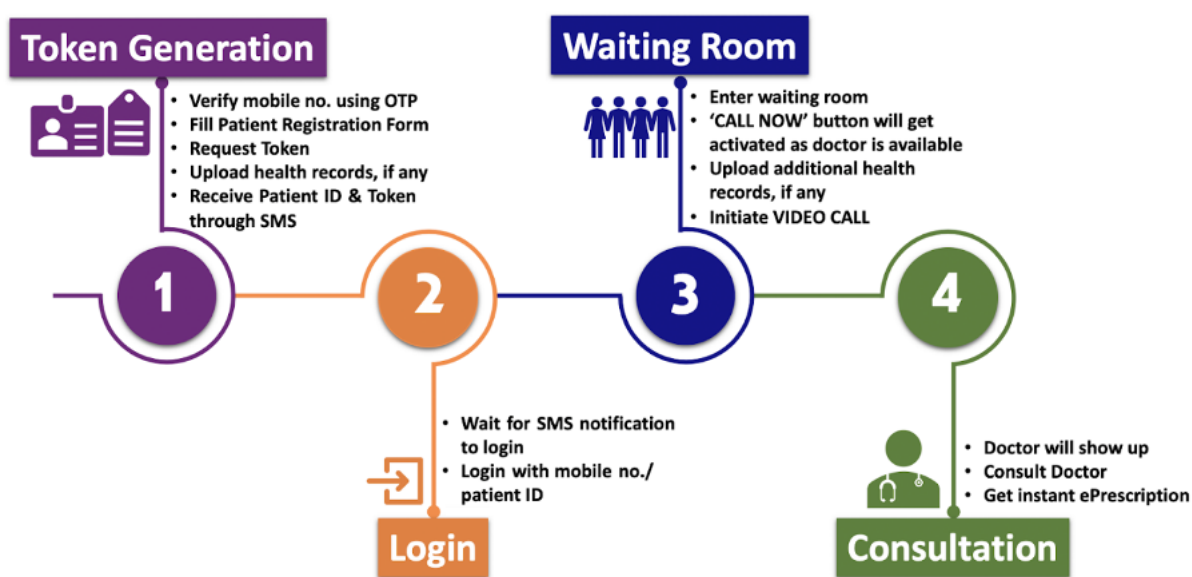 Token Generation
• Verify mobile no. using OTP
• Fill Patient Registration Form
• Request Token
• Upload health records, if any
• Receive Patient ID & Token
through SMS
1
2
• Wait for SMS notification
to login
• Login with mobile no./
patient ID
Login
Waiting Room
• Enter waiting room
• ‘CALL NOW’ button will get
activated as doctor is available
• Upload additional health
records, if any
• Initiate VIDEO CALL
3
4
• Doctor will show up
• Consult Doctor
• Get instant ePrescription
Consultation